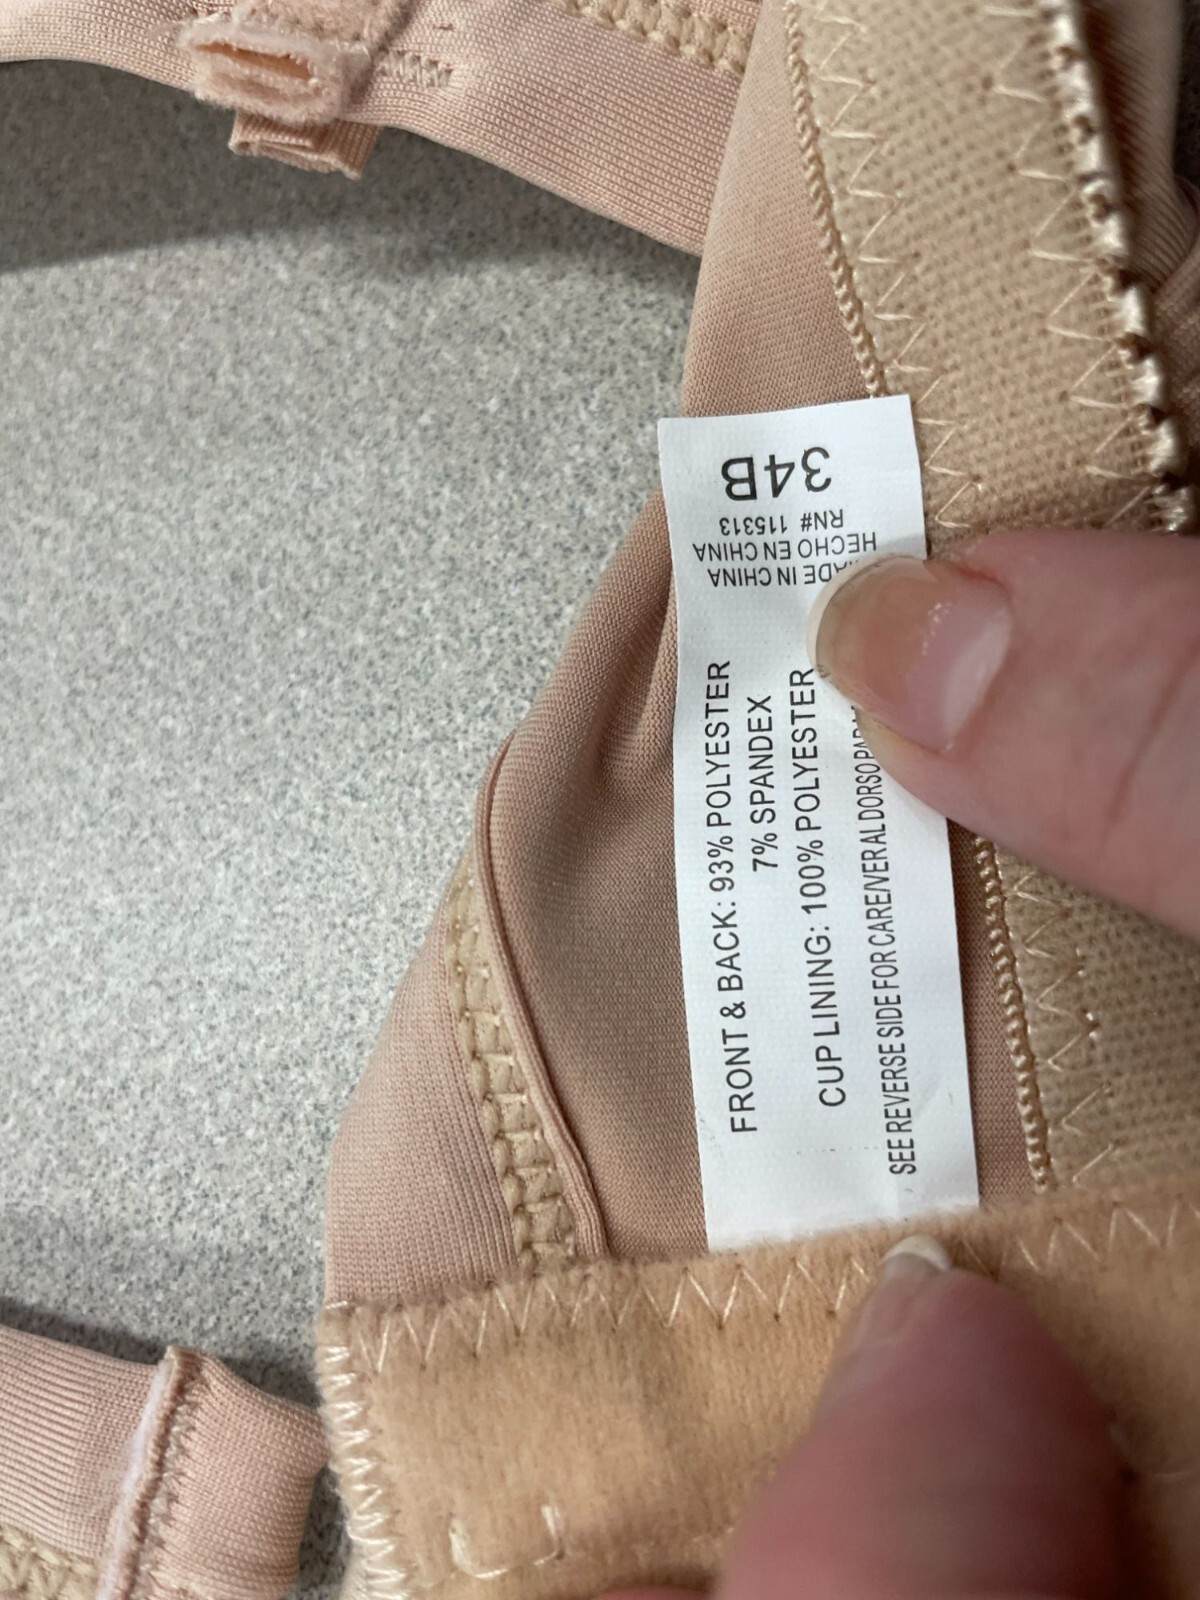 34B
RN# 115313
HECHO EN CHINA
MADE IN CHINA
FRONT & BACK: 93% POLYESTER
7% SPANDEX
CUP LINING: 100% POLYESTER
SEE REVERSE SIDE FOR CARE/VER AL DORSO